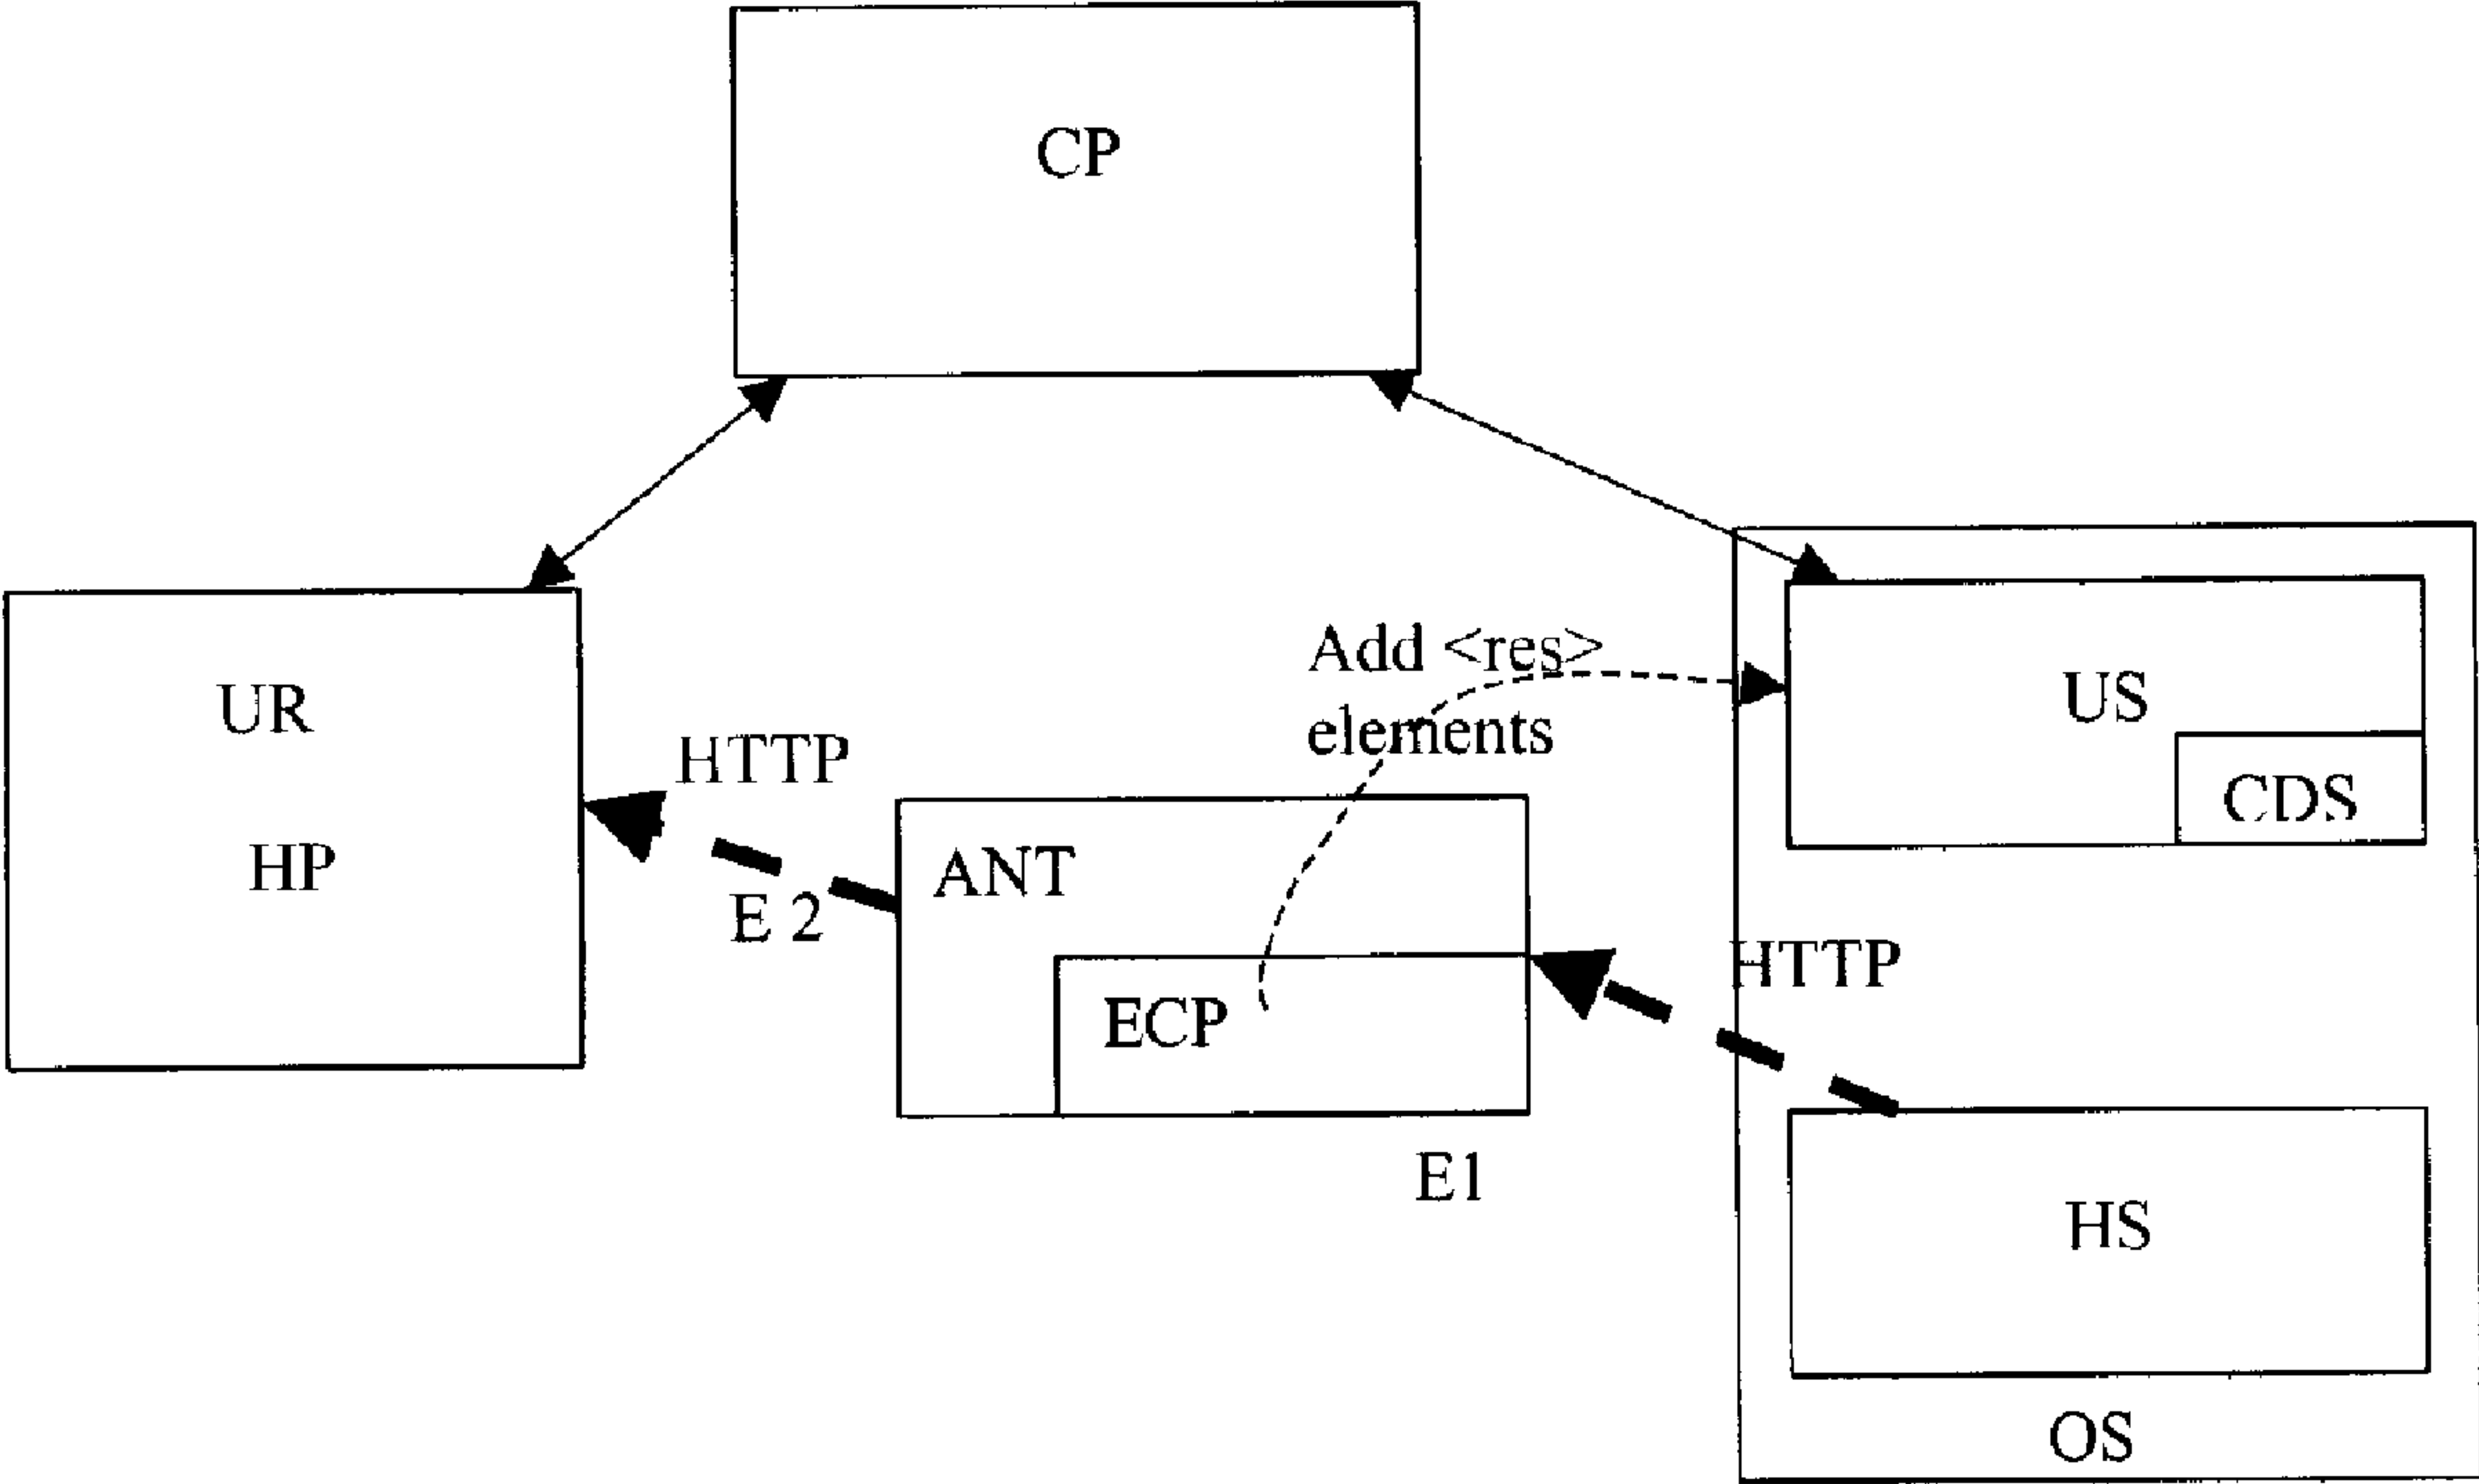 CP
Add <res>
elements
UR
HP
HTTP
E 2
ANT
ECP
E1
US
CDS
HTTP
HS
OS